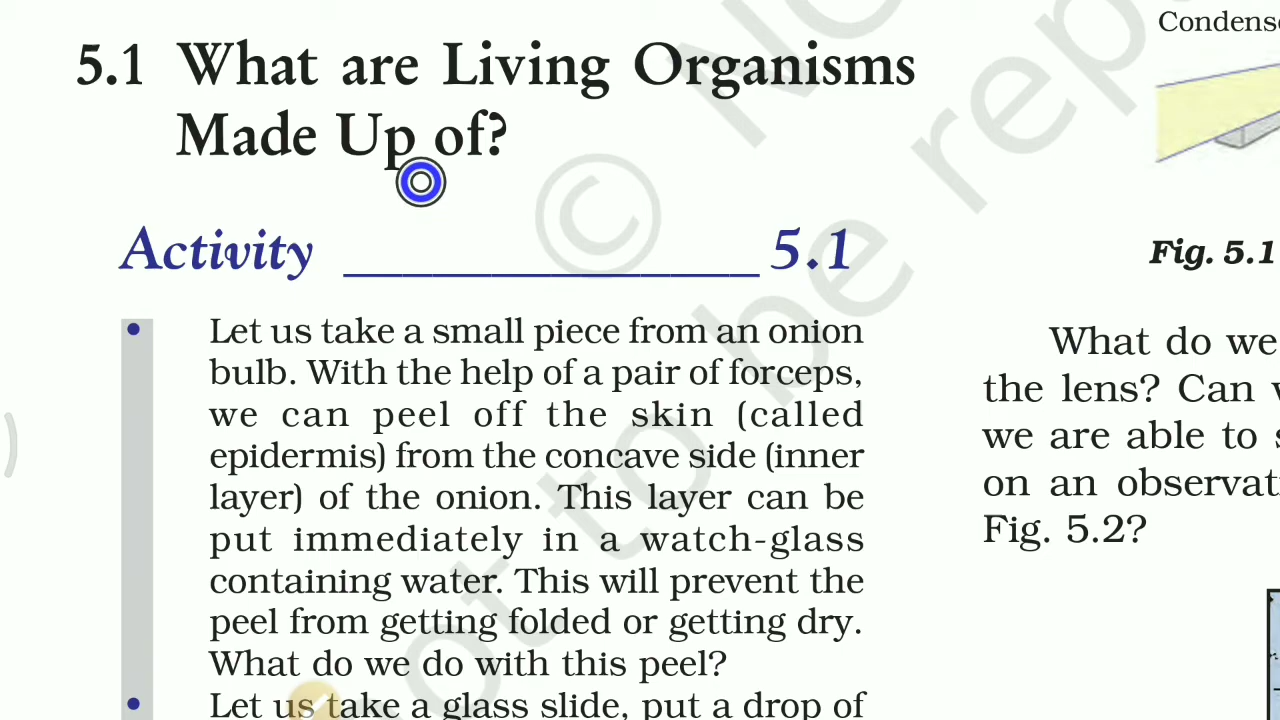 5.1 What are Living Organisms
Made Up of?
Activity 5.1
• Let us take a small piece from an onion
bulb. With the help of a pair of forceps,
we can peel off the skin (called
epidermis) from the concave side (inner
layer) of the onion. This layer can be
put immediately in a watch-glass
containing water. This will prevent the
peel from getting folded or getting dry.
What do we do with this peel?
• Let us take a glass slide, put a drop of
Fig. 5.1
What do we
the lens? Can
we are able to
on an
Fig. 5.2?
© 
not to be